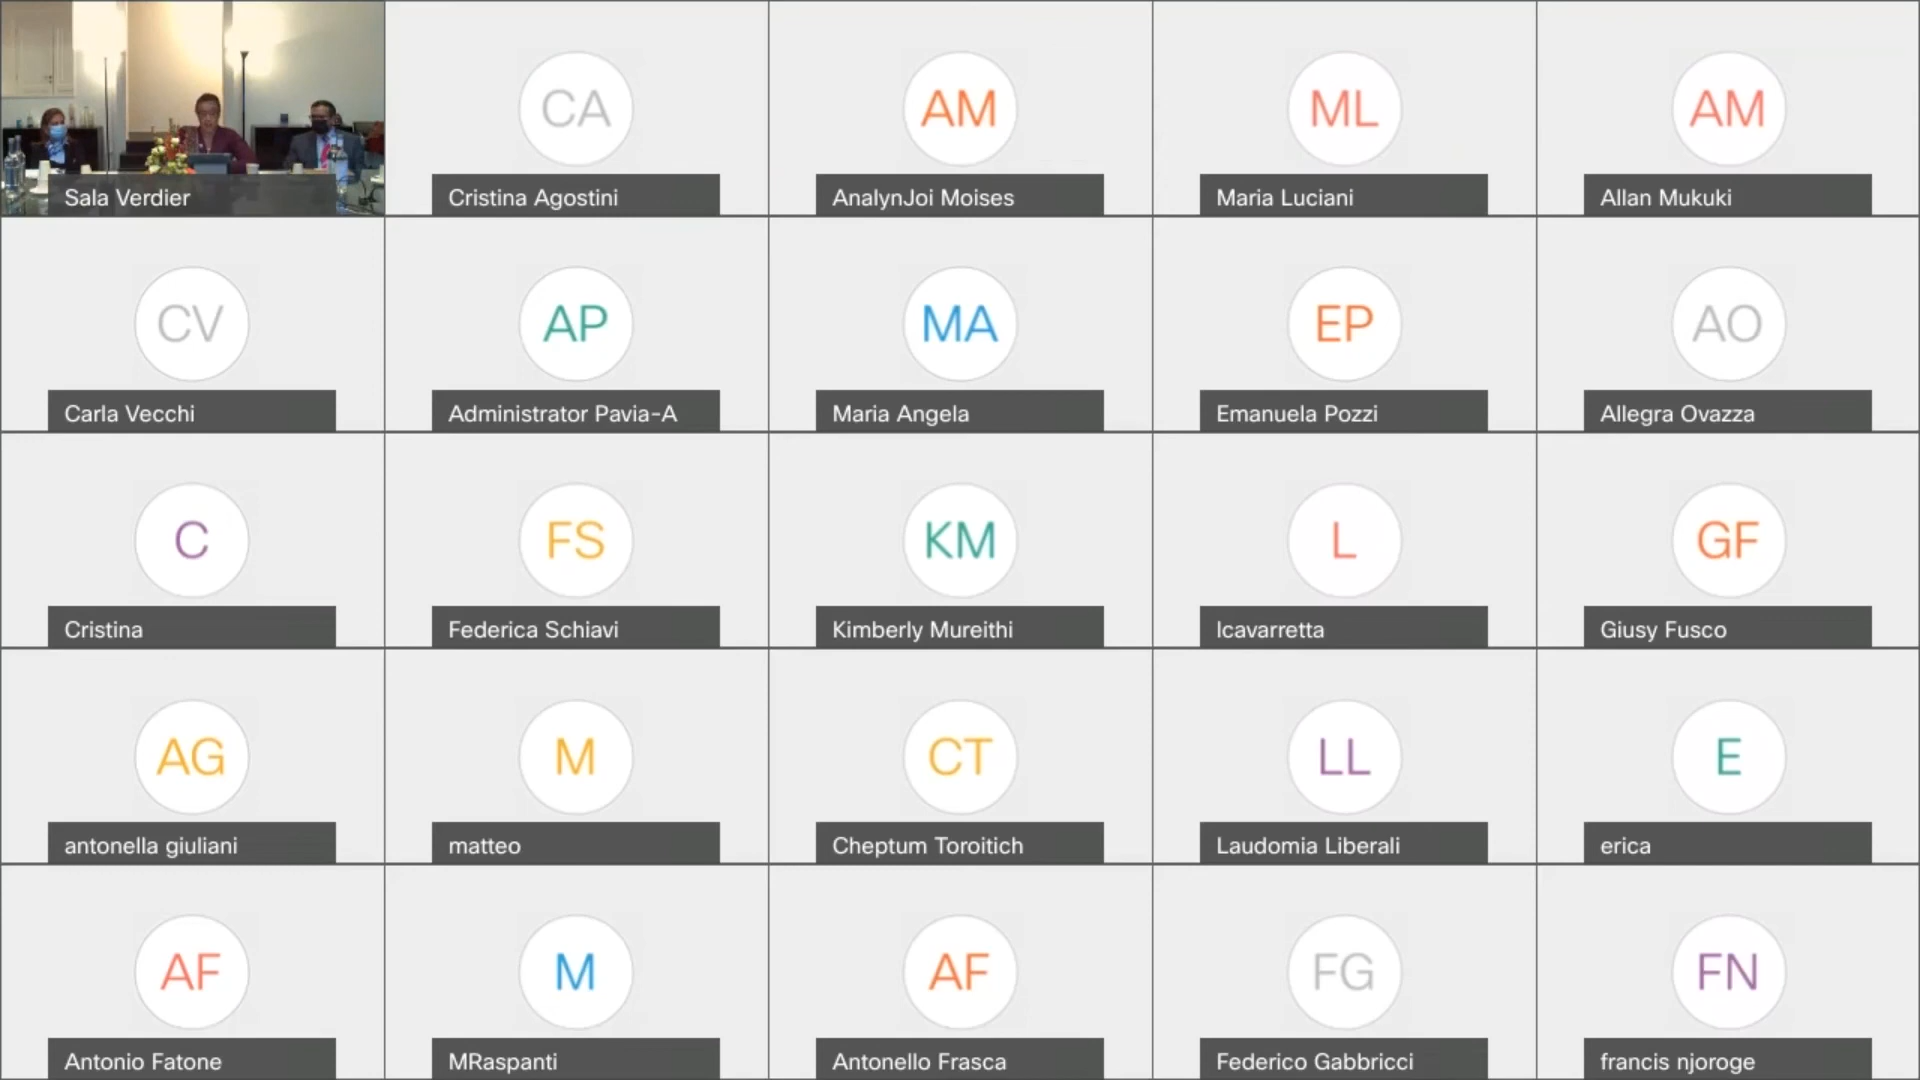 Sala Verdier
CA
Cristina Agostini
AM
AnalynJoi Moises
ML
Maria Luciani
AM
Allan Mukuki
CV
Carla Vecchi
AP
Administrator Pavia-A
MA
Maria Angela
EP
Emanuela Pozzi
AO
Allegra Ovazza
C
Cristina
FS
Federica Schiavi
KM
Kimberly Mureithi
L
lcavarretta
GF
Giusy Fusco
AG
antonella giuliani
M
matteo
CT
Cheptum Toroitich
LL
Laudomia Liberali
E
erica
AF
Antonio Fatone
M
MRaspanti
AF
Antonello Frasca
FG
Federico Gabbricci
FN
francis njoroge